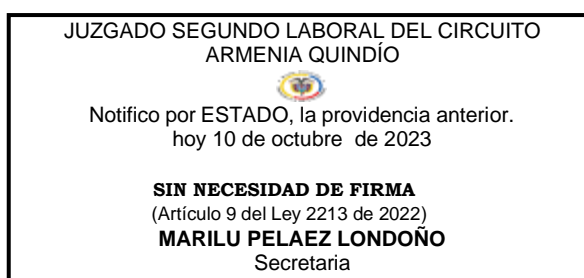 JUZGADO SEGUNDO LABORAL DEL CIRCUITO
ARMENIA QUINDÍO
Notifico por ESTADO, la providencia anterior.
hoy 10 de octubre de 2023
SIN NECESIDAD DE FIRMA
(Artículo 9 del Ley 2213 de 2022)
MARILU PELAEZ LONDOÑO
Secretaria